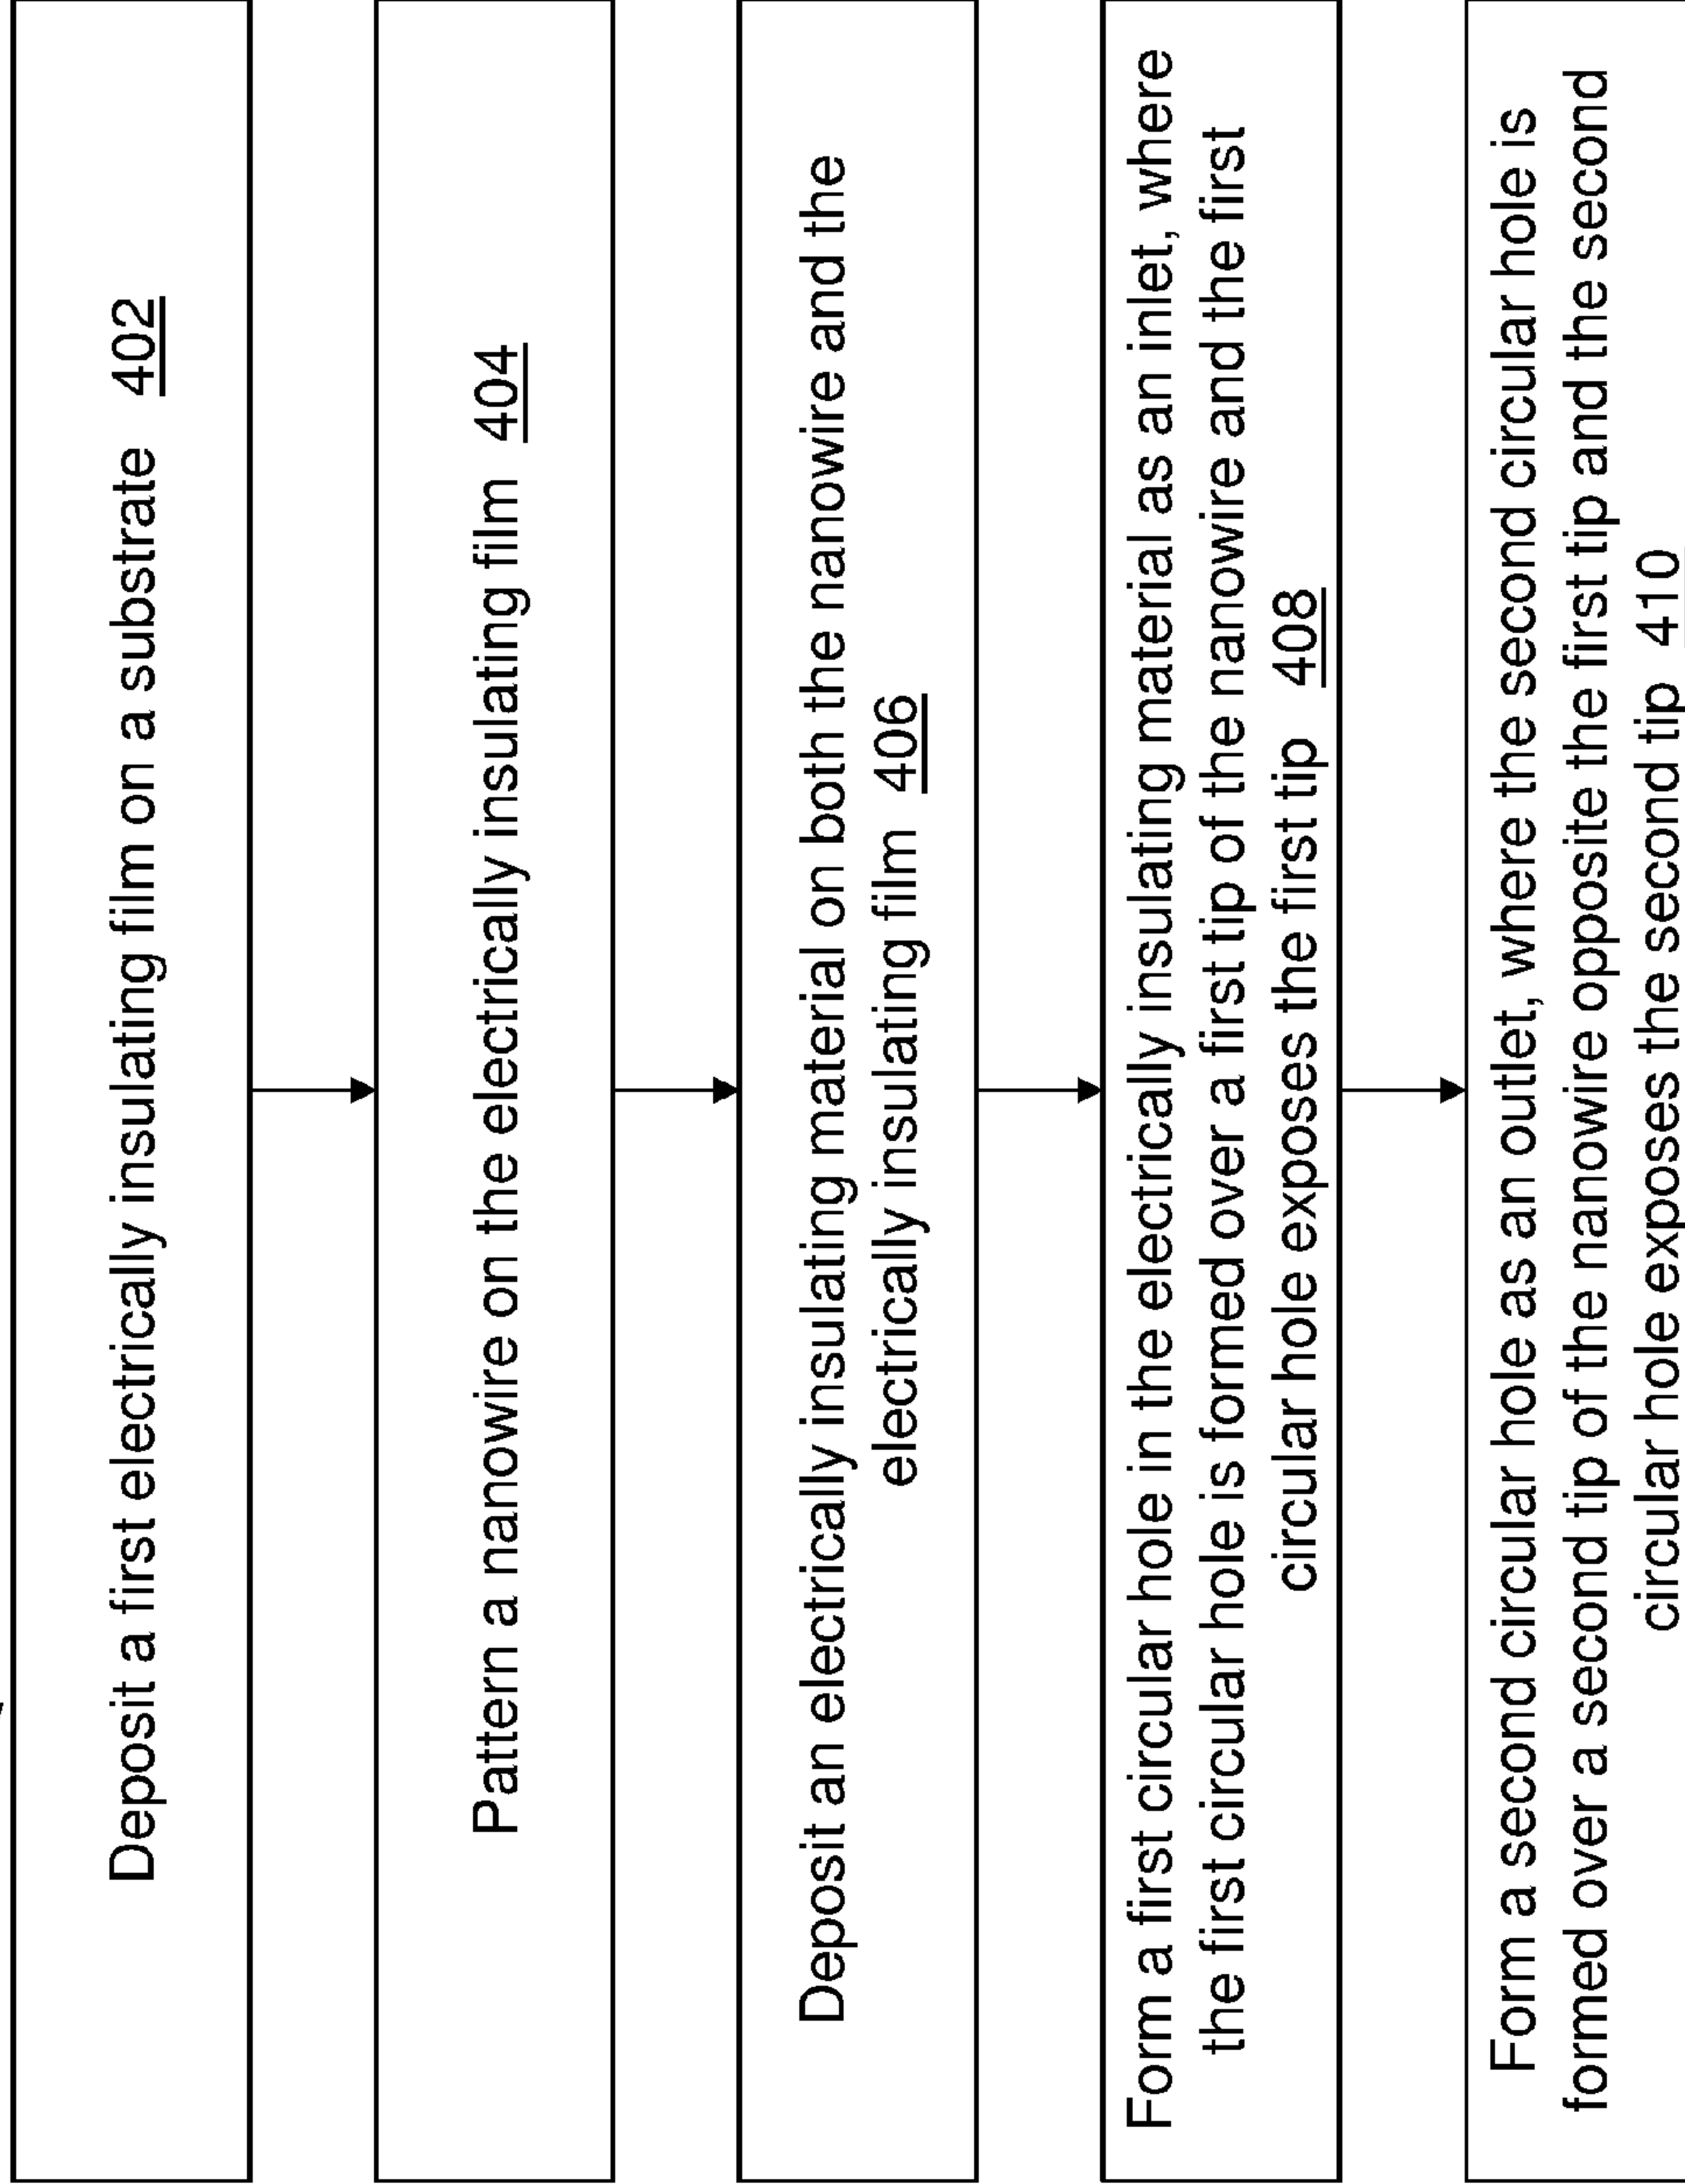 Deposit a first electrically insulating film on a substrate 402
Pattern a nanowire on the electrically insulating film 404
Deposit an electrically insulating material on both the nanowire and the
electrically insulating film 406
Form a first circular hole in the electrically insulating material as an inlet, where
the first circular hole is formed over a first tip of the nanowire and the first
circular hole exposes the first tip 408
Form a second circular hole as an outlet, where the second circular hole is
formed over a second tip of the nanowire opposite the first tip and the second
circular hole exposes the second tip 410